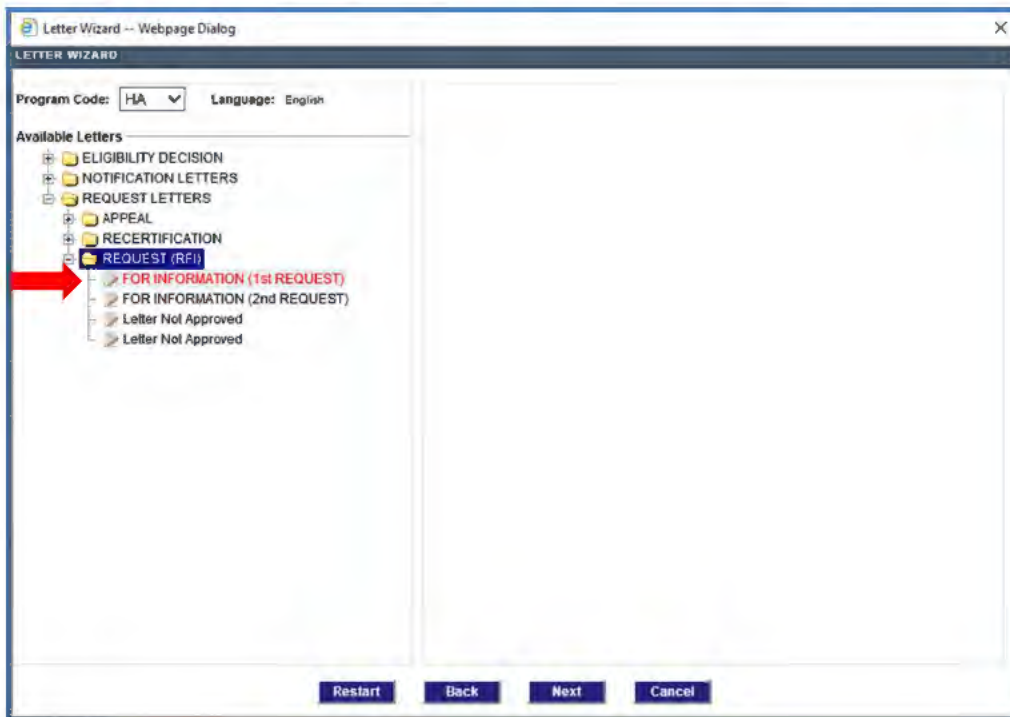 Letter Wizard -- Webpage Dialog
LETTER WIZARD
Program Code: HA Language: English
Available Letters
ELIGIBILITY DECISION
NOTIFICATION LETTERS
REQUEST LETTERS
APPEAL
RECERTIFICATION
REQUEST (RFI)
FOR INFORMATION (1st REQUEST)
FOR INFORMATION (2nd REQUEST)
Letter Not Approved
Letter Not Approved
Restart Back Next Cancel